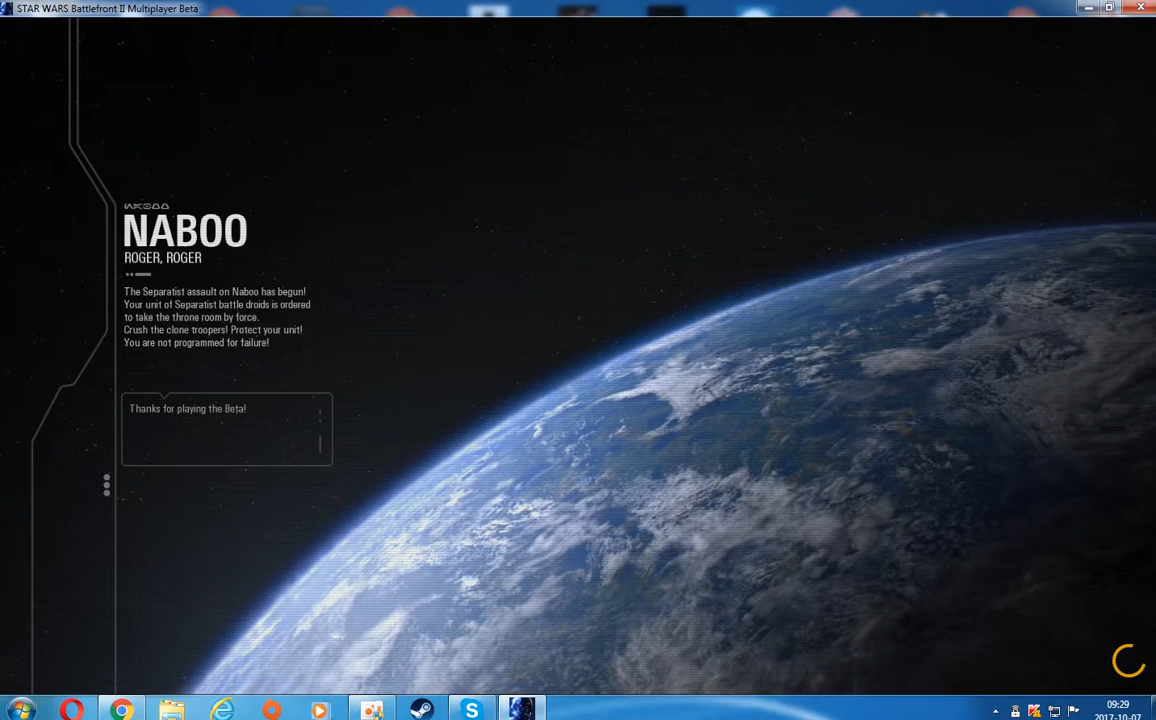 STAR WARS Battlefront II Multiplayer Beta
NABOO
ROGER, ROGER
The Separatist assault on Naboo has begun!
Your unit of Separatist battle droids is ordered
to take the throne room by force.
Crush the clone troopers! Protect your unit!
You are not programmed for failure!
Thanks for playing the Beta!
09:29
2017-10-07